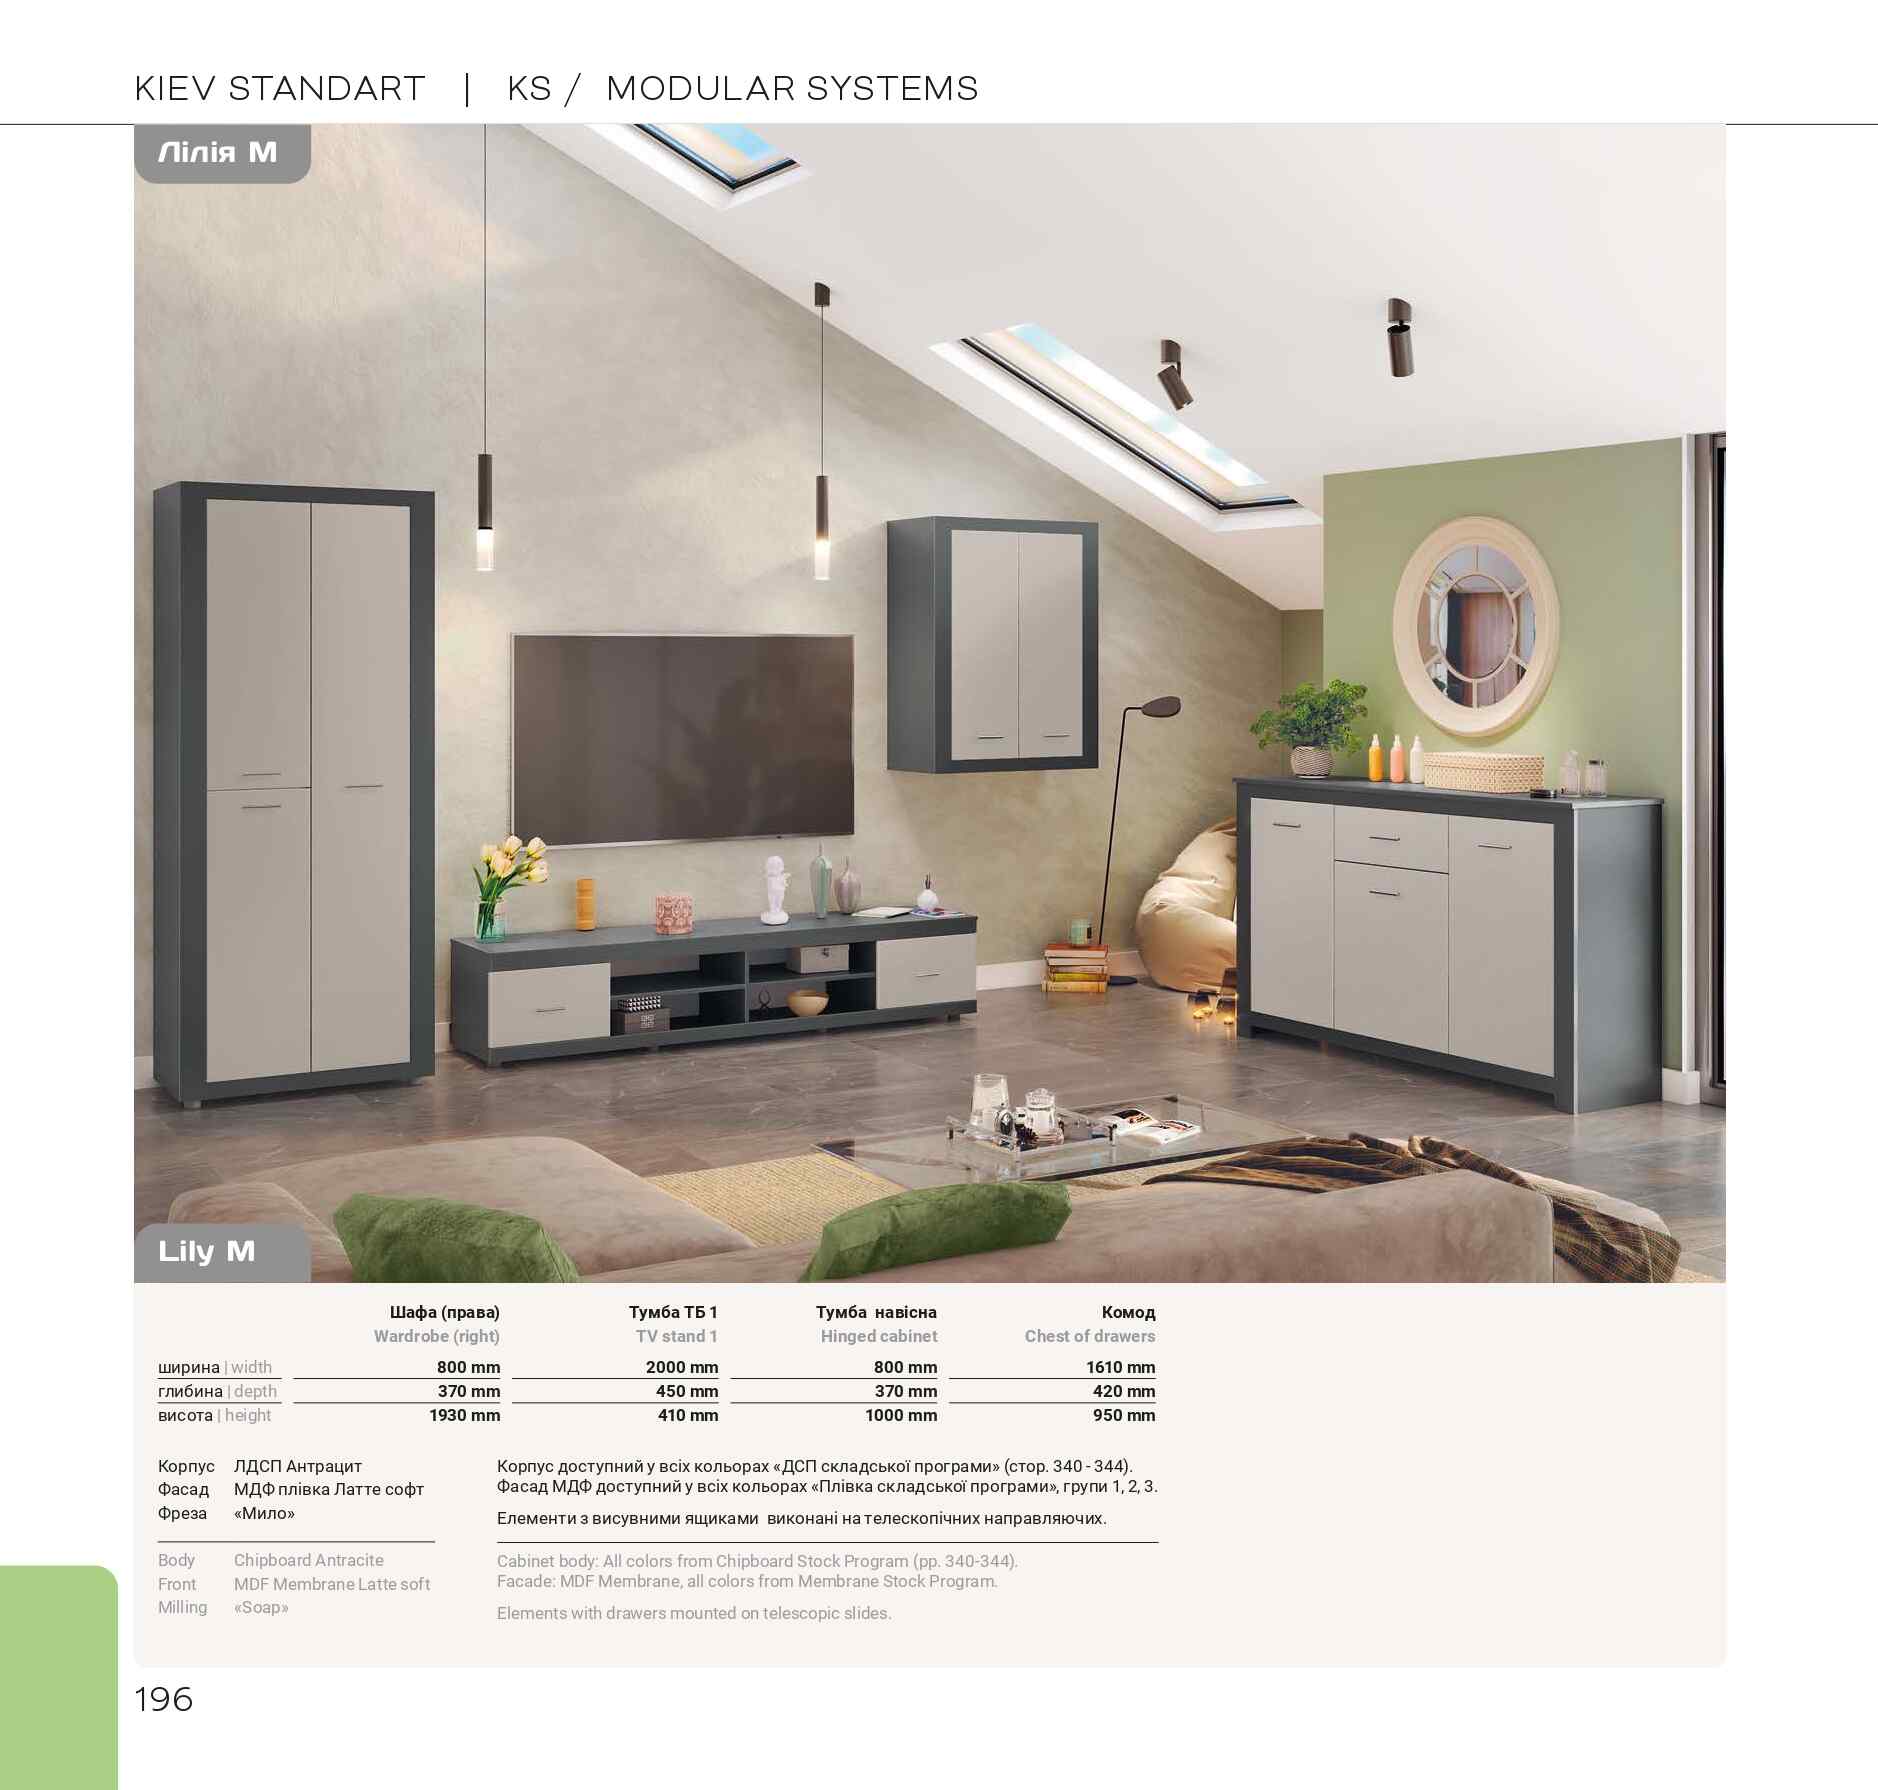 KIEV STANDART | KS / MODULAR SYSTEMS
Лілія М
Lily M
Шафа (права) Тумба ТБ 1 Тумба навісна Комод
Wardrobe (right) TV stand 1 Hinged cabinet Chest of drawers
ширина | width 800 mm 2000 mm 800 mm 1610 mm
глибина | depth 370 mm 450 mm 370 mm 420 mm
висота | height 1930 mm 410 mm 1000 mm 950 mm
Корпус ЛДСП Антрацит
Фасад МДФ плівка Латте софт
Фреза «Мило»
Body Chipboard Antracite
Front MDF Membrane Latte soft
Milling «Soap»
Корпус доступний у всіх кольорах «ДСП складської програми» (стор. 340 - 344).
Фасад МДФ доступний у всіх кольорах «Плівка складської програми», групи 1, 2, 3.
Елементи з висувними ящиками виконані на телескопічних направляючих.
Cabinet body: All colors from Chipboard Stock Program (pp. 340-344).
Facade: MDF Membrane, all colors from Membrane Stock Program.
Elements with drawers mounted on telescopic slides.
196